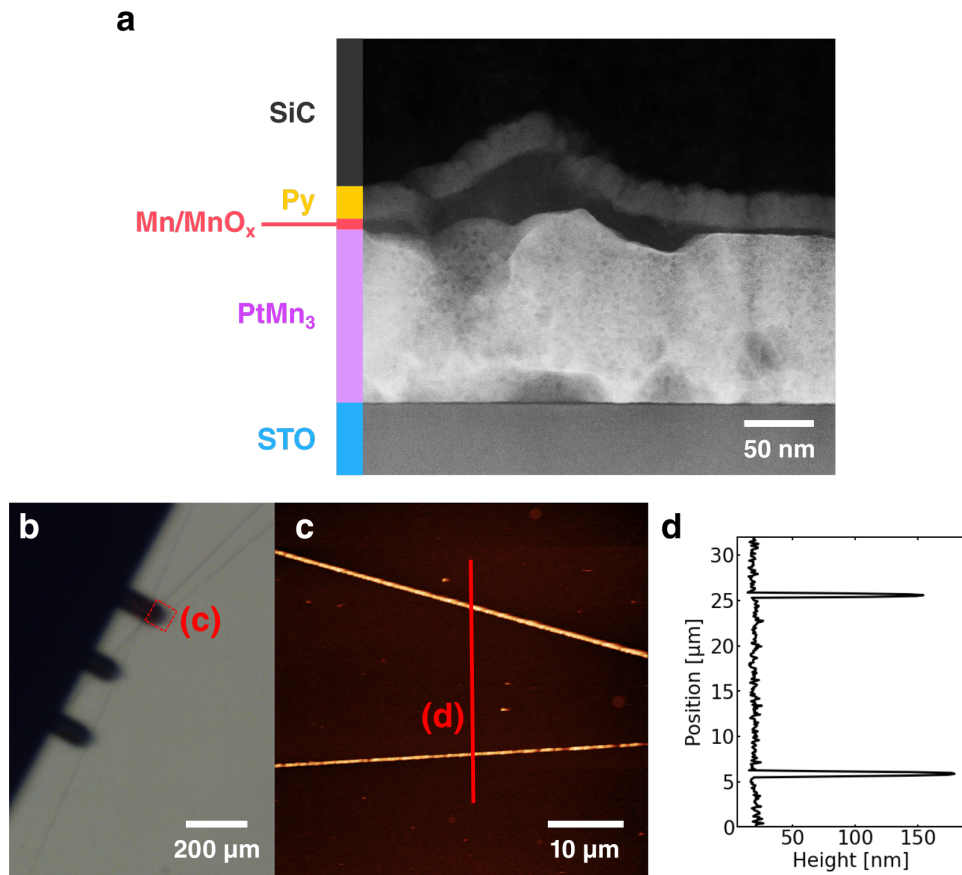 a
SiC
Py
Mn/MnOₓ
PtMn₃
STO
50 nm
b
(c)
200 µm
c
(d)
10 µm
d
30
25
20
15
10
5
0
Position [µm]
50
100
150
Height [nm]